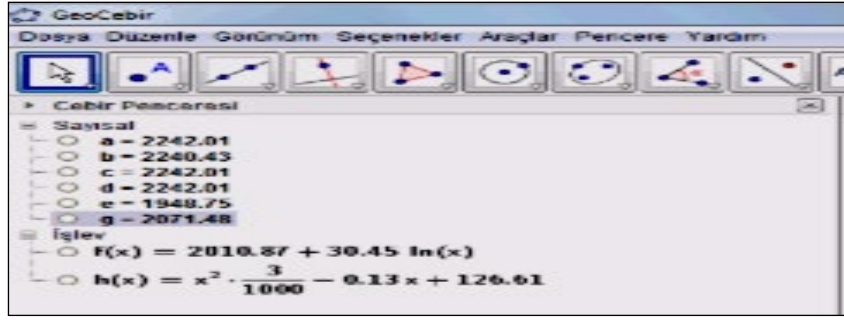 GeoCebir
Dosya Düzenle Görünüm Seçenekler Araçlar Pencere Yardım
A
Cebir Penceresi
Sayısal
a = 2242.01
b = 2240.43
c = 2242.01
d = 2242.01
e = 1948.75
g = 2071.48
İşlev
f(x) = 2010.87 + 30.45 ln(x)
h(x) = x² · 3/1000 − 0.13 x + 126.61